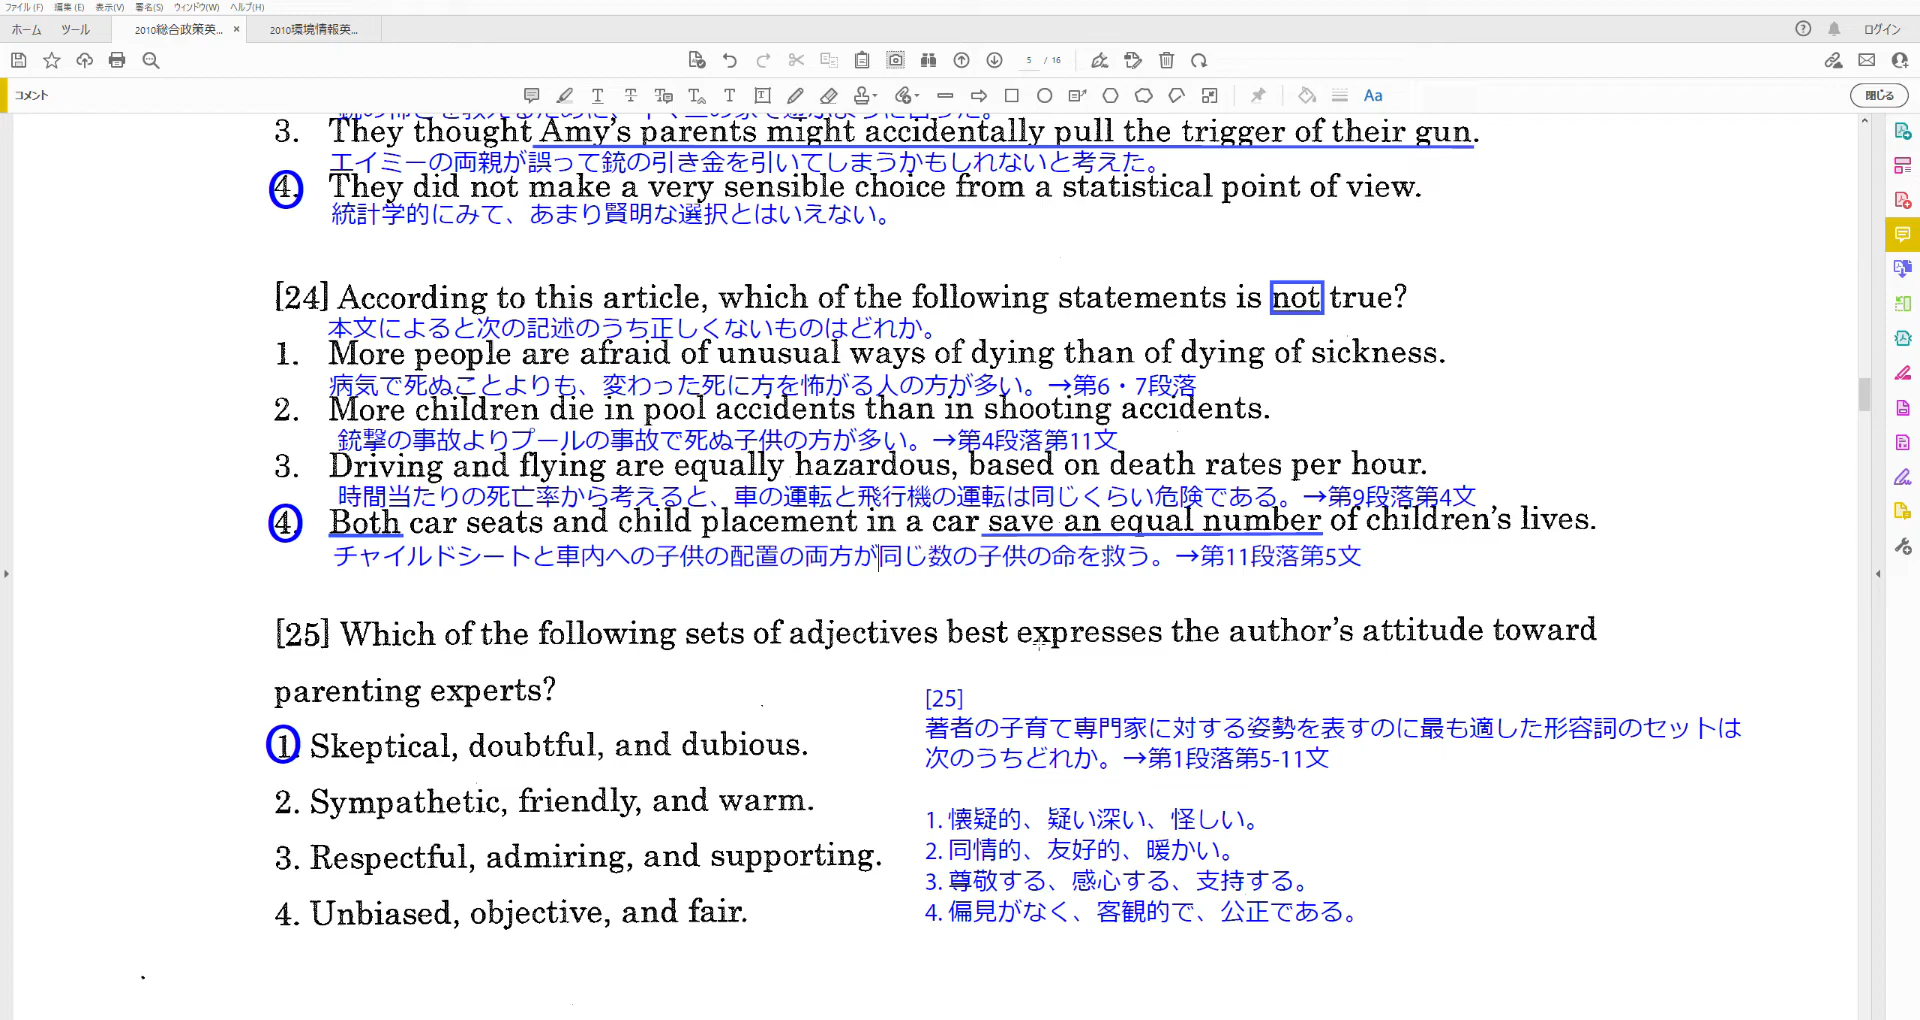 ファイル(F) 編集(E) 表示(V) 署名(S) ウィンドウ(W) ヘルプ(H)
ホーム ツール 2010総合政策英... × 2010環境情報英... ログイン
5 / 16
コメント Aa 閉じる
3. They thought Amy's parents might accidentally pull the trigger of their gun.
エイミーの両親が誤って銃の引き金を引いてしまうかもしれないと考えた。
4. They did not make a very sensible choice from a statistical point of view.
統計学的にみて、あまり賢明な選択とはいえない。
[24] According to this article, which of the following statements is not true?
本文によると次の記述のうち正しくないものはどれか。
1. More people are afraid of unusual ways of dying than of dying of sickness.
病気で死ぬことよりも、変わった死に方を怖がる人の方が多い。→第6・7段落
2. More children die in pool accidents than in shooting accidents.
銃撃の事故よりプールの事故で死ぬ子供の方が多い。→第4段落第11文
3. Driving and flying are equally hazardous, based on death rates per hour.
時間当たりの死亡率から考えると、車の運転と飛行機の運転は同じくらい危険である。→第9段落第4文
4. Both car seats and child placement in a car save an equal number of children's lives.
チャイルドシートと車内への子供の配置の両方が同じ数の子供の命を救う。→第11段落第5文
[25] Which of the following sets of adjectives best expresses the author's attitude toward
parenting experts?
1. Skeptical, doubtful, and dubious.
2. Sympathetic, friendly, and warm.
3. Respectful, admiring, and supporting.
4. Unbiased, objective, and fair.
[25]
著者の子育て専門家に対する姿勢を表すのに最も適した形容詞のセットは
次のうちどれか。→第1段落第5-11文
1. 懐疑的、疑い深い、怪しい。
2. 同情的、友好的、暖かい。
3. 尊敬する、感心する、支持する。
4. 偏見がなく、客観的で、公正である。